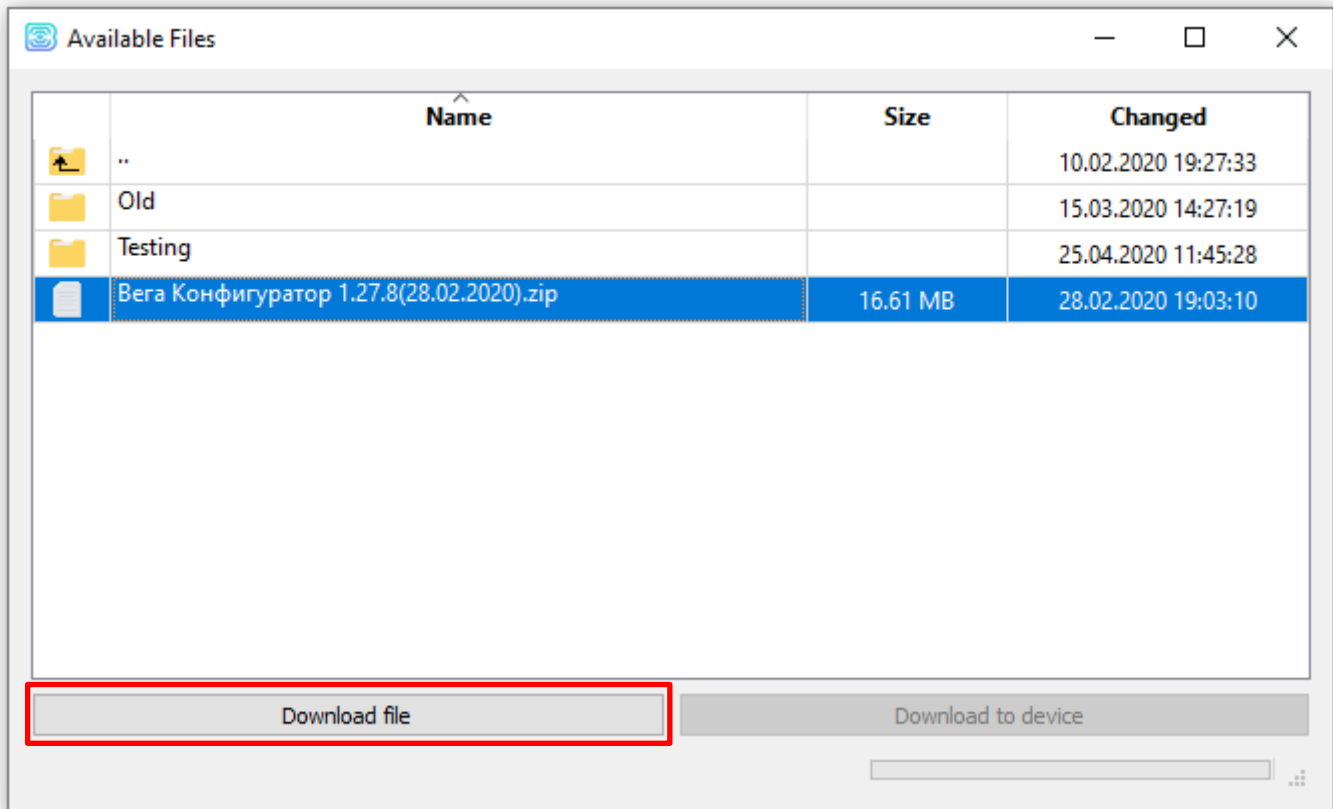 Available Files
Name Size Changed
.. 10.02.2020 19:27:33
Old 15.03.2020 14:27:19
Testing 25.04.2020 11:45:28
Вега Конфигуратор 1.27.8(28.02.2020).zip 16.61 MB 28.02.2020 19:03:10
Download file Download to device